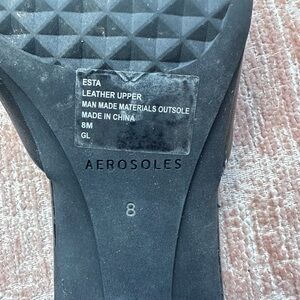 ESTA
LEATHER UPPER
MAN MADE MATERIALS OUTSOLE
MADE IN CHINA
8M
GL
AEROSOLES
8